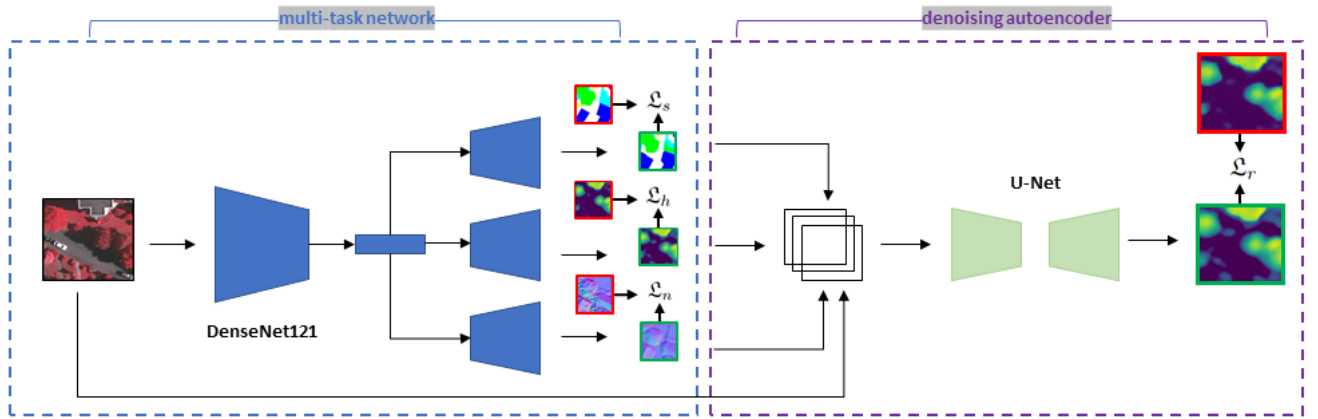 multi-task network
denoising autoencoder
𝔏s
𝔏h
𝔏n
DenseNet121
U-Net
𝔏r